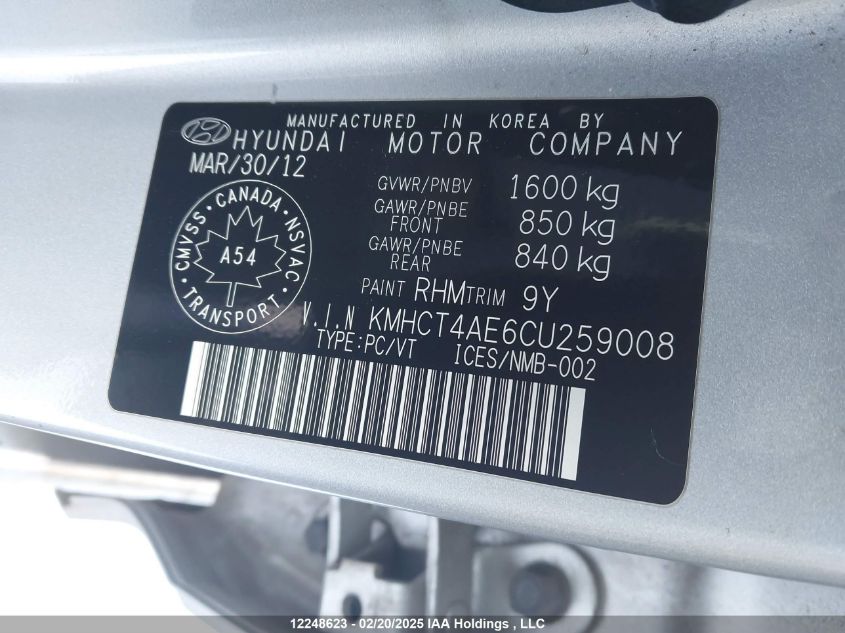 MANUFACTURED IN KOREA BY
HYUNDAI MOTOR COMPANY
MAR/30/12
GVWR/PNBV 1600 kg
GAWR/PNBE FRONT 850 kg
GAWR/PNBE REAR 840 kg
CANADA
CMVSS · NSVAC
A54
TRANSPORT
PAINT RHM TRIM 9Y
V.I.N KMHCT4AE6CU259008
TYPE:PC/VT ICES/NMB-002
12248623 - 02/20/2025 IAA Holdings , LLC